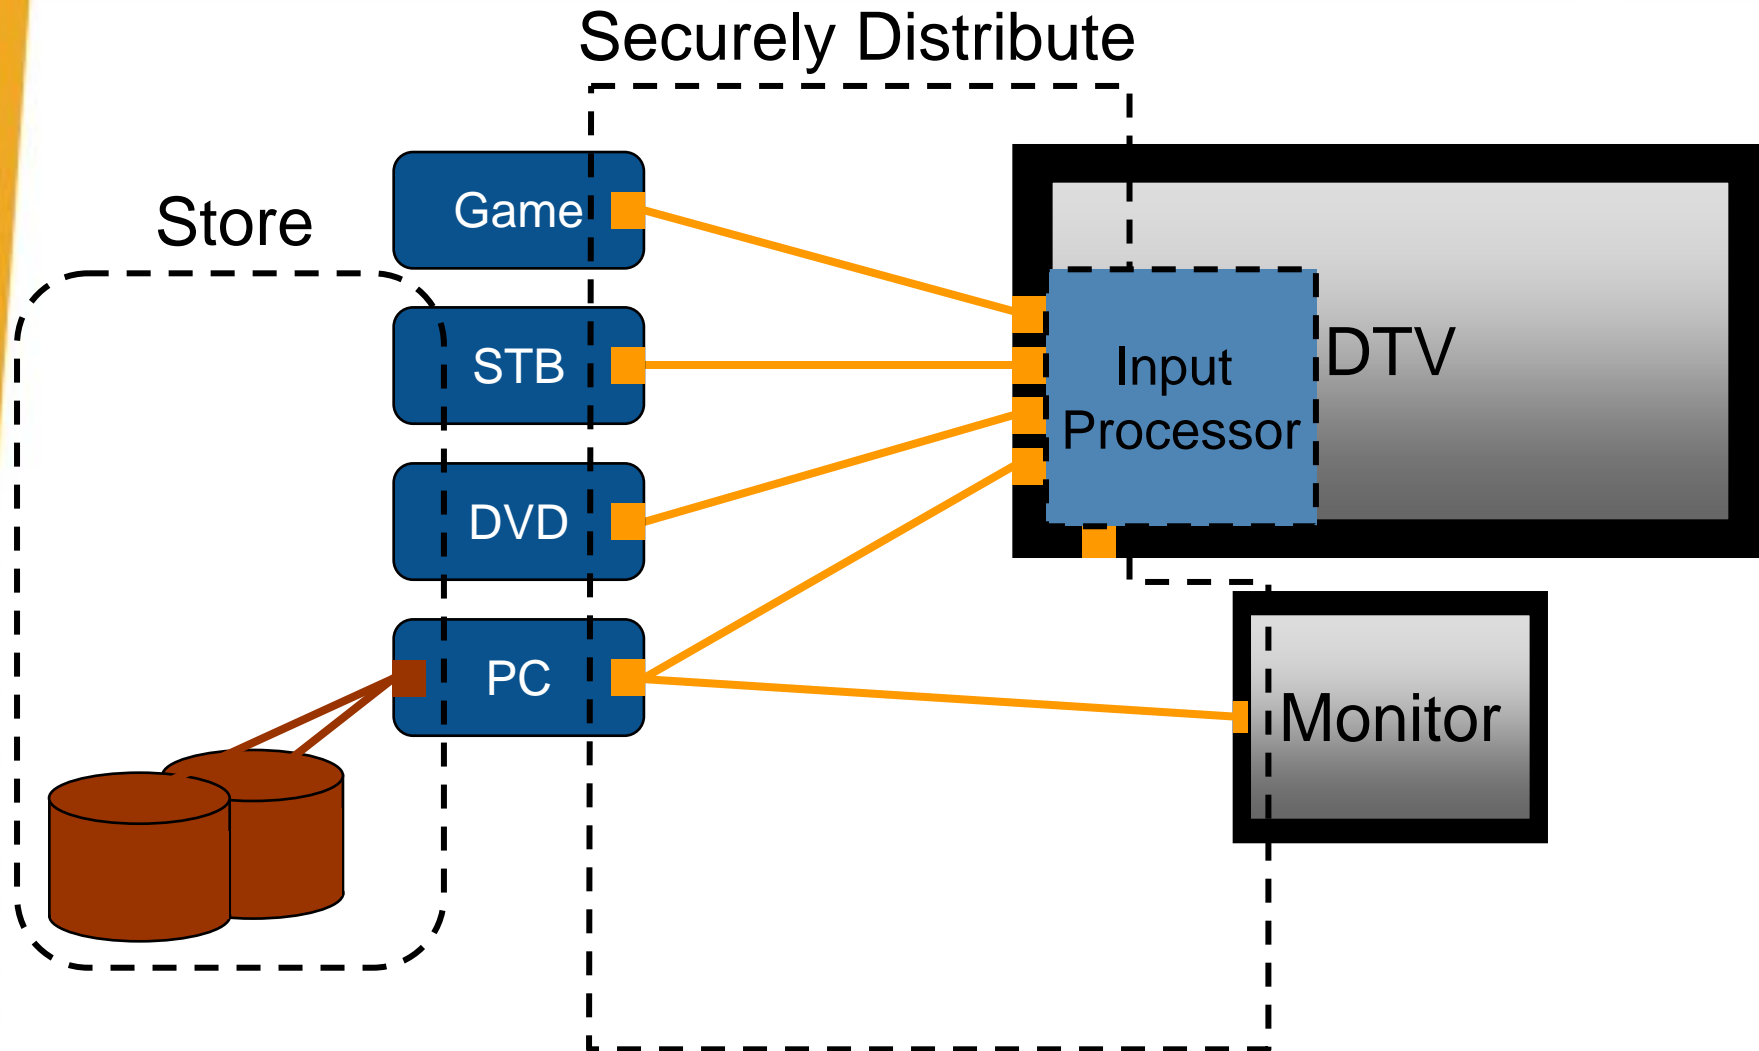 Securely Distribute
Store
Game
STB
DVD
PC
Input
Processor
DTV
Monitor